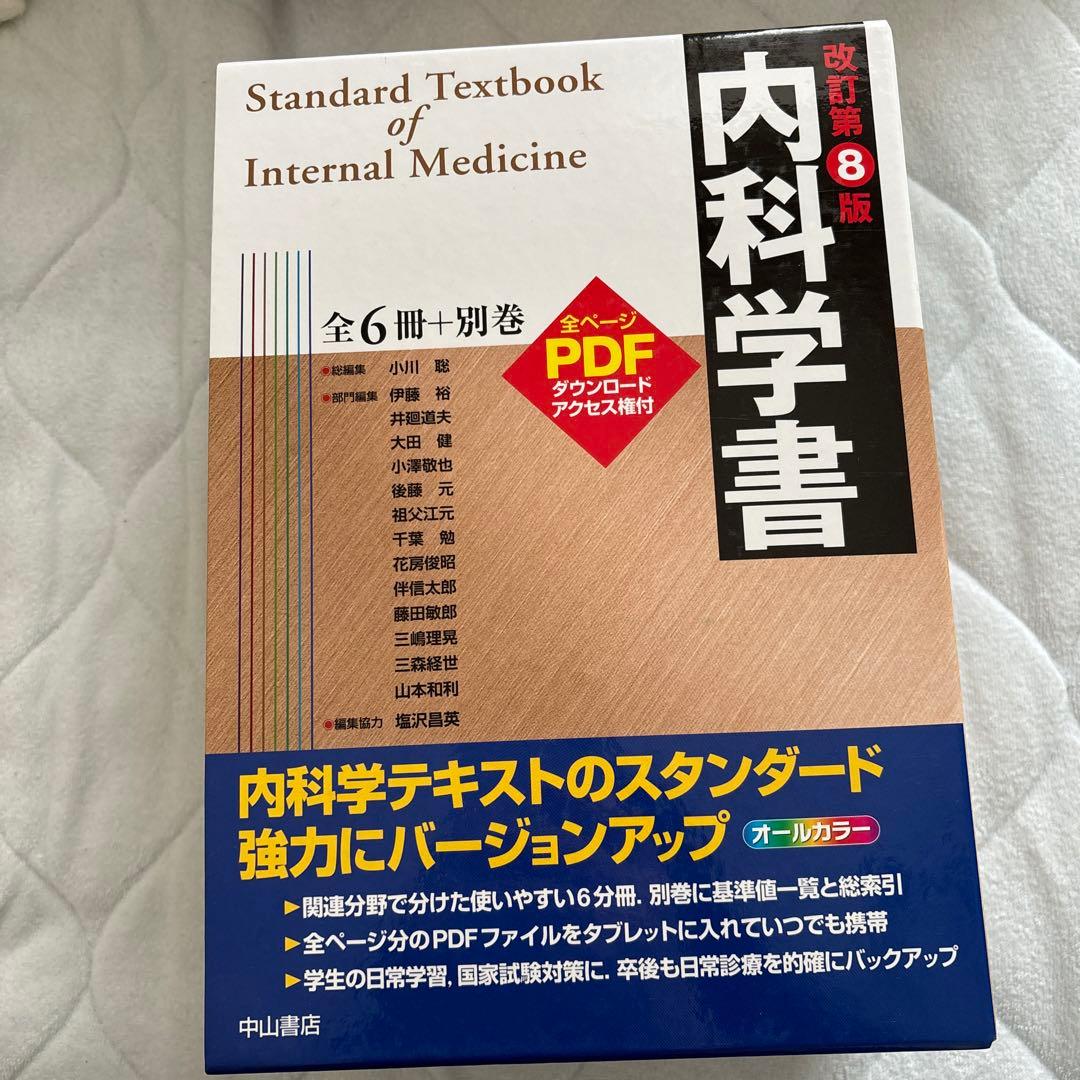 Standard Textbook
of
Internal Medicine
改訂第8版
内科学書
全6冊+別巻
全ページ
PDF
ダウンロード
アクセス権付
●総編集 小川 聡
●部門編集 伊藤 裕
井廻道夫
大田 健
小澤敬也
後藤 元
祖父江元
千葉 勉
花房俊昭
伴信太郎
藤田敏郎
三嶋理晃
三森経世
山本和利
●編集協力 塩沢昌英
内科学テキストのスタンダード
強力にバージョンアップ オールカラー
▶関連分野で分けた使いやすい6分冊．別巻に基準値一覧と総索引
▶全ページ分のPDFファイルをタブレットに入れていつでも携帯
▶学生の日常学習，国家試験対策に．卒後も日常診療を的確にバックアップ
中山書店